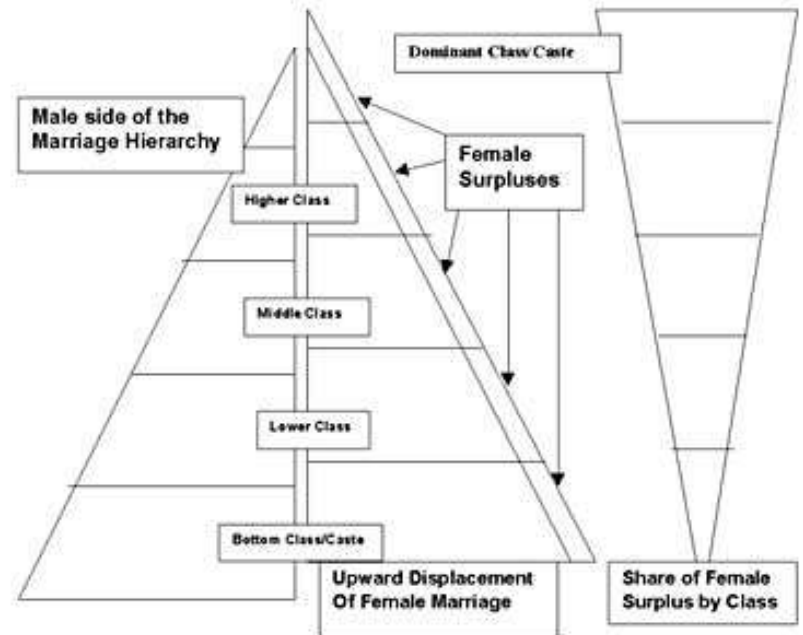 Dominant Class/Caste
Male side of the
Marriage Hierarchy
Female
Surpluses
Higher Class
Middle Class
Lower Class
Bottom Class/Caste
Upward Displacement
Of Female Marriage
Share of Female
Surplus by Class